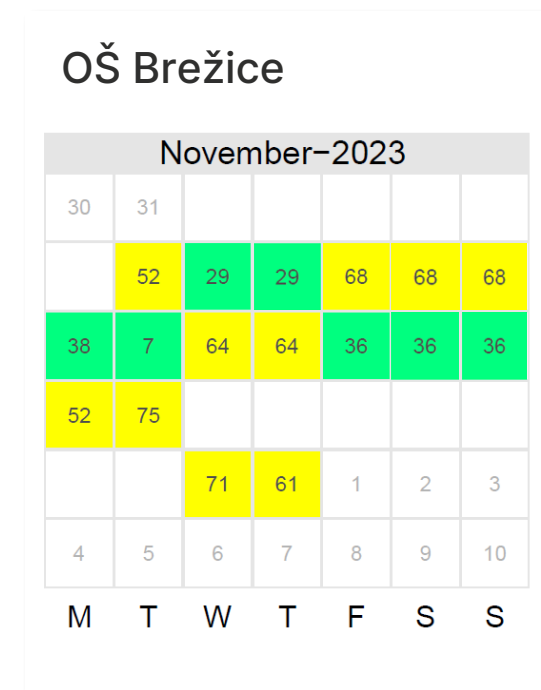 OŠ Brežice
November-2023
30 31
52 29 29 68 68 68
38 7 64 64 36 36 36
52 75
71 61 1 2 3
4 5 6 7 8 9 10
M T W T F S S